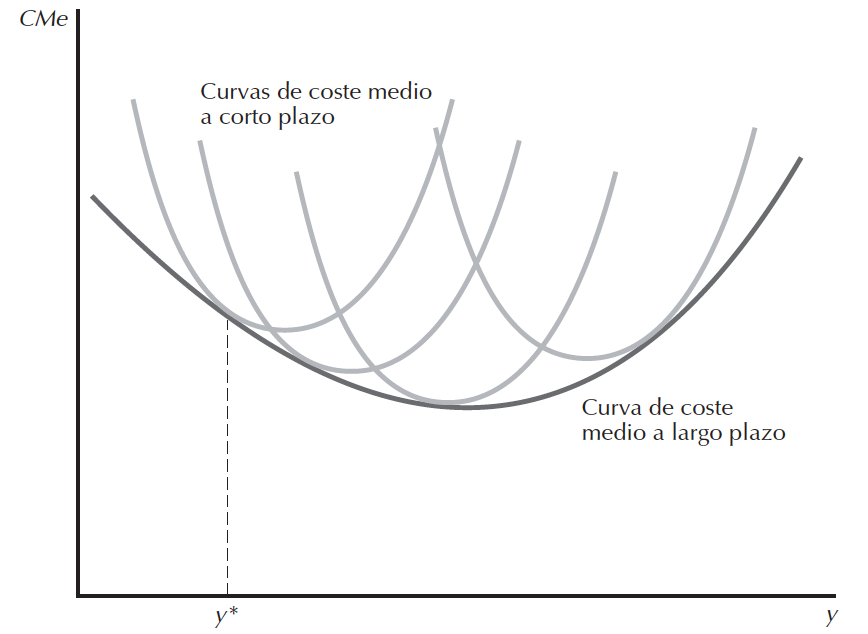 CMe
Curvas de coste medio
a corto plazo
Curva de coste
medio a largo plazo
y*
y